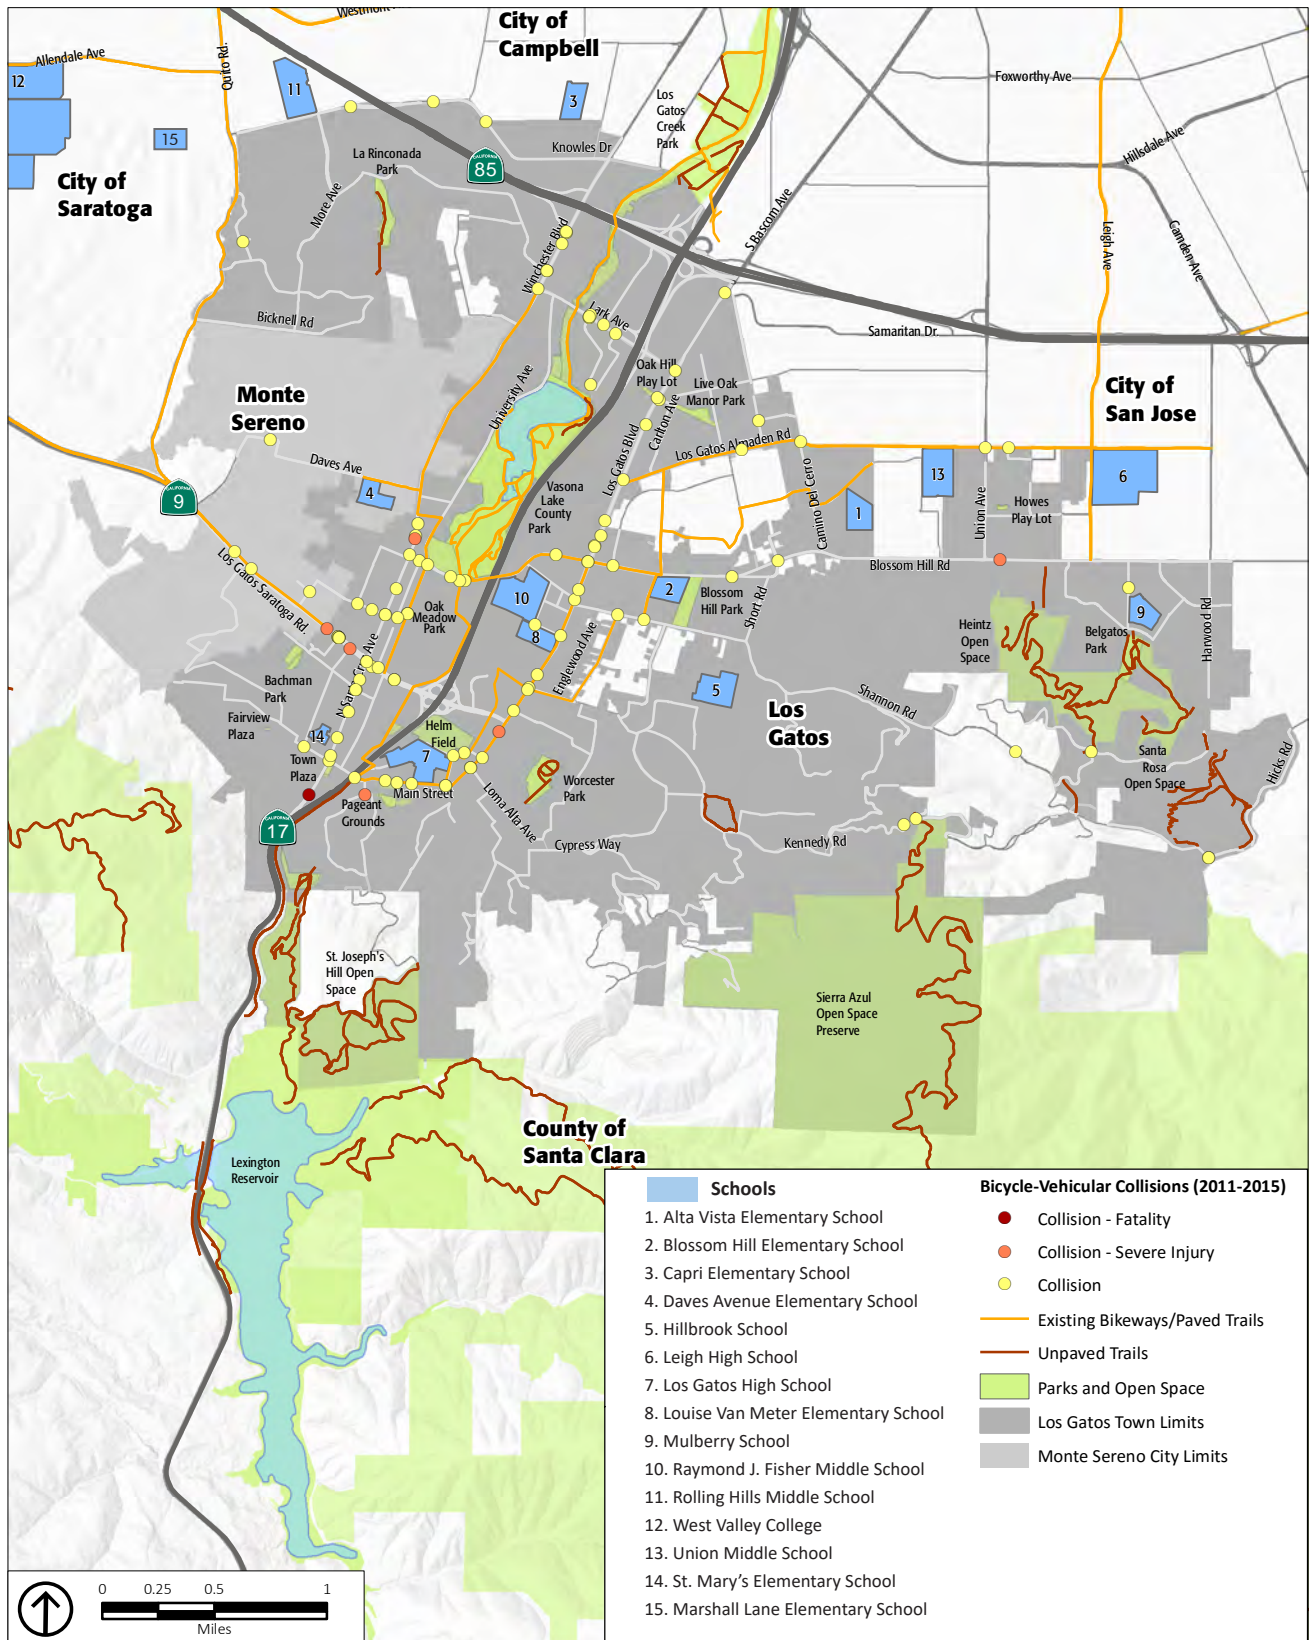 Westmont
City of
Campbell
Allendale Ave
Quito Rd.
12
11
3
15
Foxworthy Ave
Los
Gatos
Creek
Park
Hillsdale Ave
Knowles Dr
La Rinconada
Park
CALIFORNIA
85
City of
Saratoga
More Ave
S Bascom Ave
Leigh Ave
Camden Ave
Winchester Blvd
Bicknell Rd
Lark Ave
Samaritan Dr.
Monte
Sereno
University Ave
Oak Hill
Play Lot
Live Oak
Manor Park
Carlton Ave
City of
San Jose
Los Gatos Blvd
Los Gatos Almaden Rd
Daves Ave
4
CALIFORNIA
9
Vasona
Lake
County
Park
Camino Del Cerro
13
1
Union Ave
Howes
Play Lot
6
Los Gatos Saratoga Rd.
Blossom Hill Rd
10
2
Blossom
Hill Park
Short Rd
Oak
Meadow
Park
8
Englewood Ave
Heintz
Open
Space
Belgatos
Park
9
Harwood Rd
Bachman
Park
5
Shannon Rd
Los
Gatos
Fairview
Plaza
14
Helm
Field
7
Town
Plaza
Worcester
Park
Santa
Rosa
Open Space
Hicks Rd
Main Street
Pageant
Grounds
Loma Alta Ave
CALIFORNIA
17
Cypress Way
Kennedy Rd
St. Joseph's
Hill Open
Space
Sierra Azul
Open Space
Preserve
County of
Santa Clara
Lexington
Reservoir
Schools
1. Alta Vista Elementary School
2. Blossom Hill Elementary School
3. Capri Elementary School
4. Daves Avenue Elementary School
5. Hillbrook School
6. Leigh High School
7. Los Gatos High School
8. Louise Van Meter Elementary School
9. Mulberry School
10. Raymond J. Fisher Middle School
11. Rolling Hills Middle School
12. West Valley College
13. Union Middle School
14. St. Mary’s Elementary School
15. Marshall Lane Elementary School
Bicycle-Vehicular Collisions (2011-2015)
Collision - Fatality
Collision - Severe Injury
Collision
Existing Bikeways/Paved Trails
Unpaved Trails
Parks and Open Space
Los Gatos Town Limits
Monte Sereno City Limits
0 0.25 0.5 1
Miles